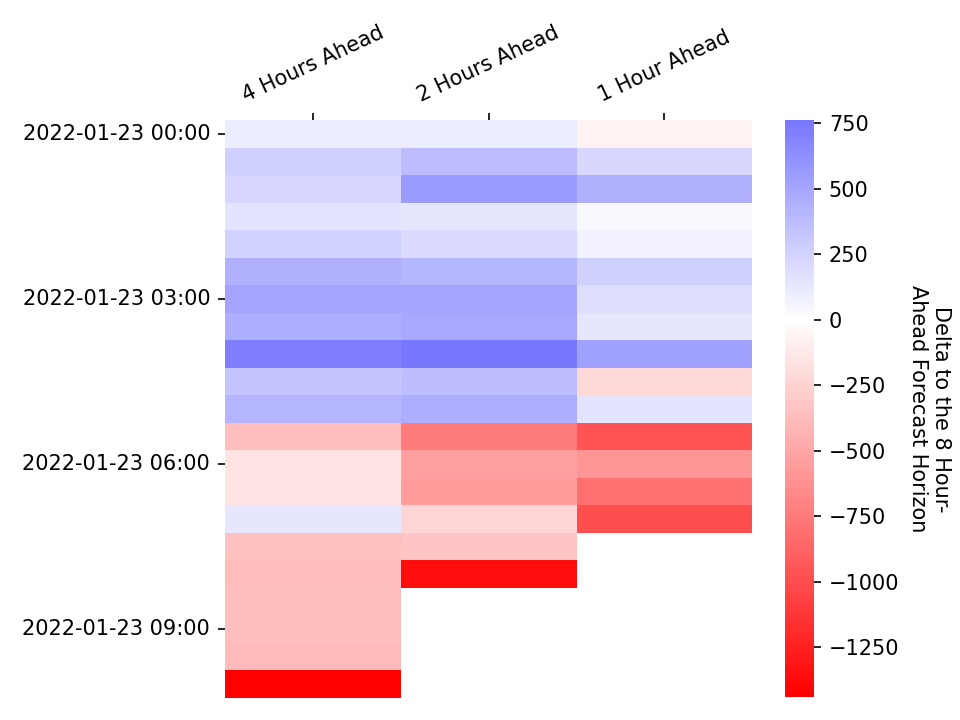 4 Hours Ahead
2 Hours Ahead
1 Hour Ahead
2022-01-23 00:00
2022-01-23 03:00
2022-01-23 06:00
2022-01-23 09:00
750
500
250
0
−250
−500
−750
−1000
−1250
Delta to the 8 Hour-
Ahead Forecast Horizon